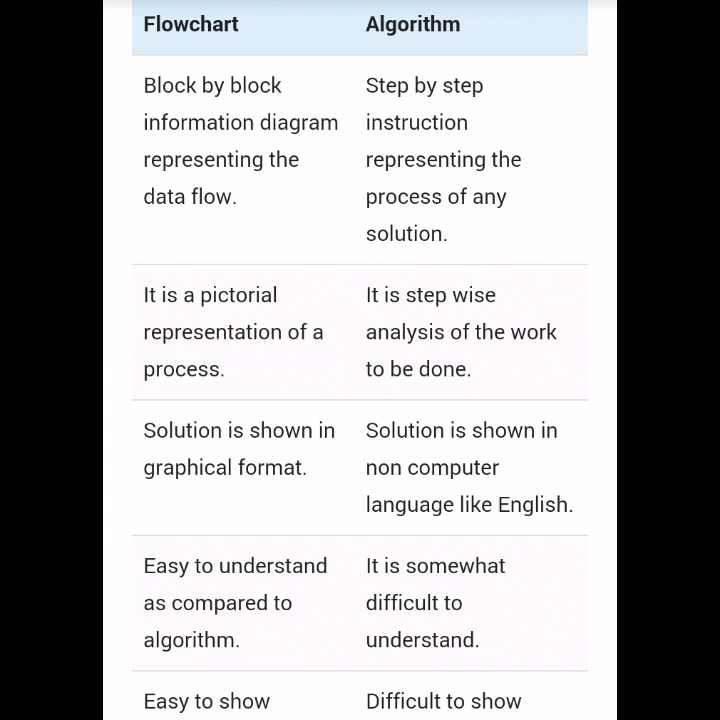 Flowchart Algorithm
Block by block
information diagram
representing the
data flow.
Step by step
instruction
representing the
process of any
solution.
It is a pictorial
representation of a
process.
It is step wise
analysis of the work
to be done.
Solution is shown in
graphical format.
Solution is shown in
non computer
language like English.
Easy to understand
as compared to
algorithm.
It is somewhat
difficult to
understand.
Easy to show
Difficult to show